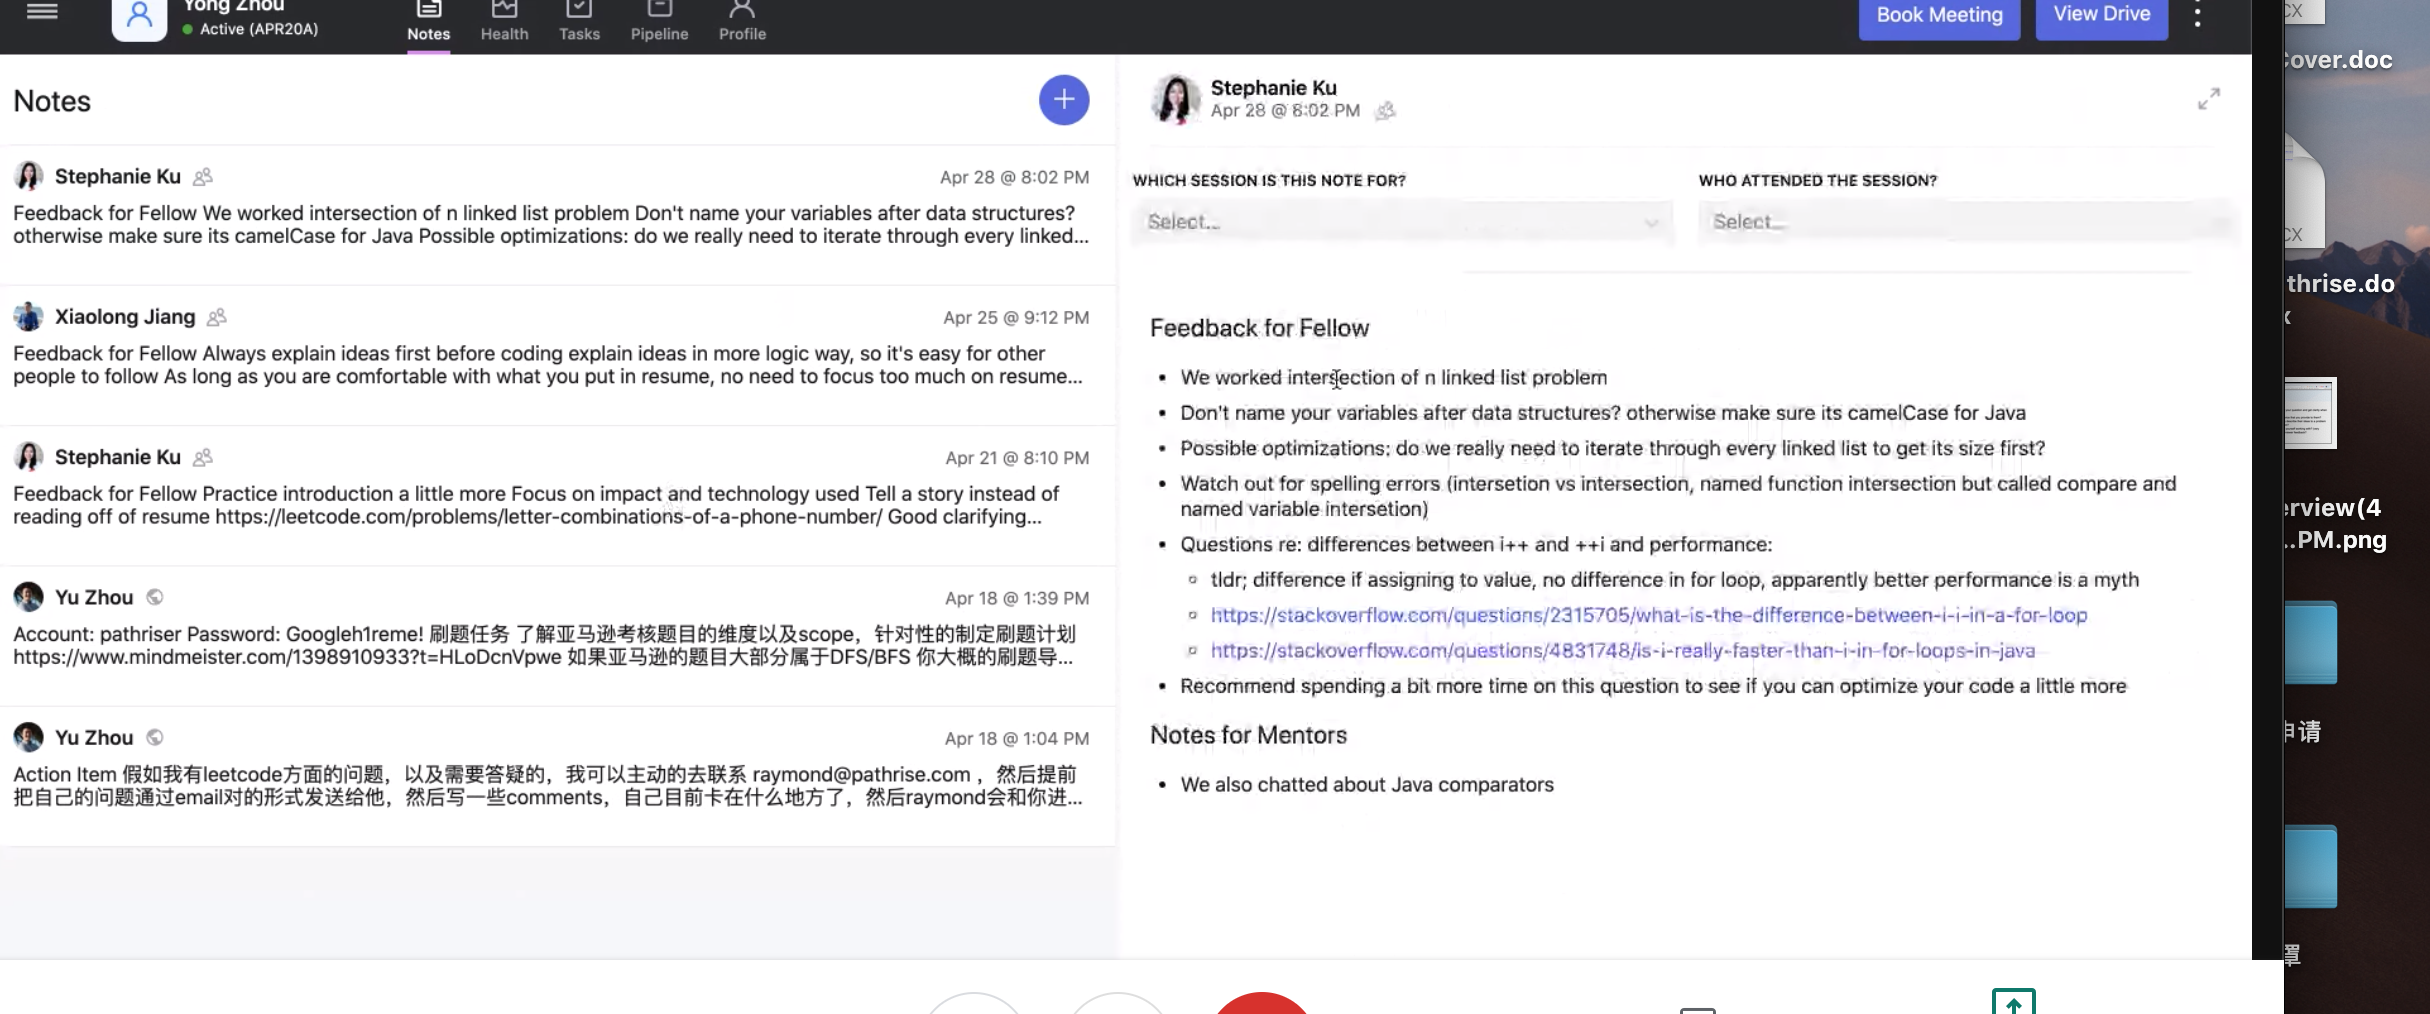 Yong Zhou
Active (APR20A)
Notes
Health
Tasks
Pipeline
Profile
Book Meeting
View Drive
Notes
Stephanie Ku
Apr 28 @ 8:02 PM
Feedback for Fellow We worked intersection of n linked list problem Don't name your variables after data structures?
otherwise make sure its camelCase for Java Possible optimizations: do we really need to iterate through every linked...
Xiaolong Jiang
Apr 25 @ 9:12 PM
Feedback for Fellow Always explain ideas first before coding explain ideas in more logic way, so it's easy for other
people to follow As long as you are comfortable with what you put in resume, no need to focus too much on resume...
Stephanie Ku
Apr 21 @ 8:10 PM
Feedback for Fellow Practice introduction a little more Focus on impact and technology used Tell a story instead of
reading off of resume https://leetcode.com/problems/letter-combinations-of-a-phone-number/ Good clarifying...
Yu Zhou
Apr 18 @ 1:39 PM
Account: pathriser Password: Googleh1reme! 刷题任务 了解亚马逊考核题目的维度以及scope，针对性的制定刷题计划
https://www.mindmeister.com/1398910933?t=HLoDcnVpwe 如果亚马逊的题目大部分属于DFS/BFS 你大概的刷题导...
Yu Zhou
Apr 18 @ 1:04 PM
Action Item 假如我有leetcode方面的问题，以及需要答疑的，我可以主动的去联系 raymond@pathrise.com ，然后提前
把自己的问题通过email对的形式发送给他，然后写一些comments，自己目前卡在什么地方了，然后raymond会和你进...
Stephanie Ku
Apr 28 @ 8:02 PM
WHICH SESSION IS THIS NOTE FOR?
WHO ATTENDED THE SESSION?
Select...
Select...
Feedback for Fellow
• We worked intersection of n linked list problem
• Don't name your variables after data structures? otherwise make sure its camelCase for Java
• Possible optimizations: do we really need to iterate through every linked list to get its size first?
• Watch out for spelling errors (intersetion vs intersection, named function intersection but called compare and
named variable intersetion)
• Questions re: differences between i++ and ++i and performance:
tldr; difference if assigning to value, no difference in for loop, apparently better performance is a myth
https://stackoverflow.com/questions/2315705/what-is-the-difference-between-i-i-in-a-for-loop
https://stackoverflow.com/questions/4831748/is-i-really-faster-than-i-in-for-loops-in-java
• Recommend spending a bit more time on this question to see if you can optimize your code a little more
Notes for Mentors
• We also chatted about Java comparators
CX
cover.doc
CX
thrise.do
x
erview(4
...PM.png
申请
罩